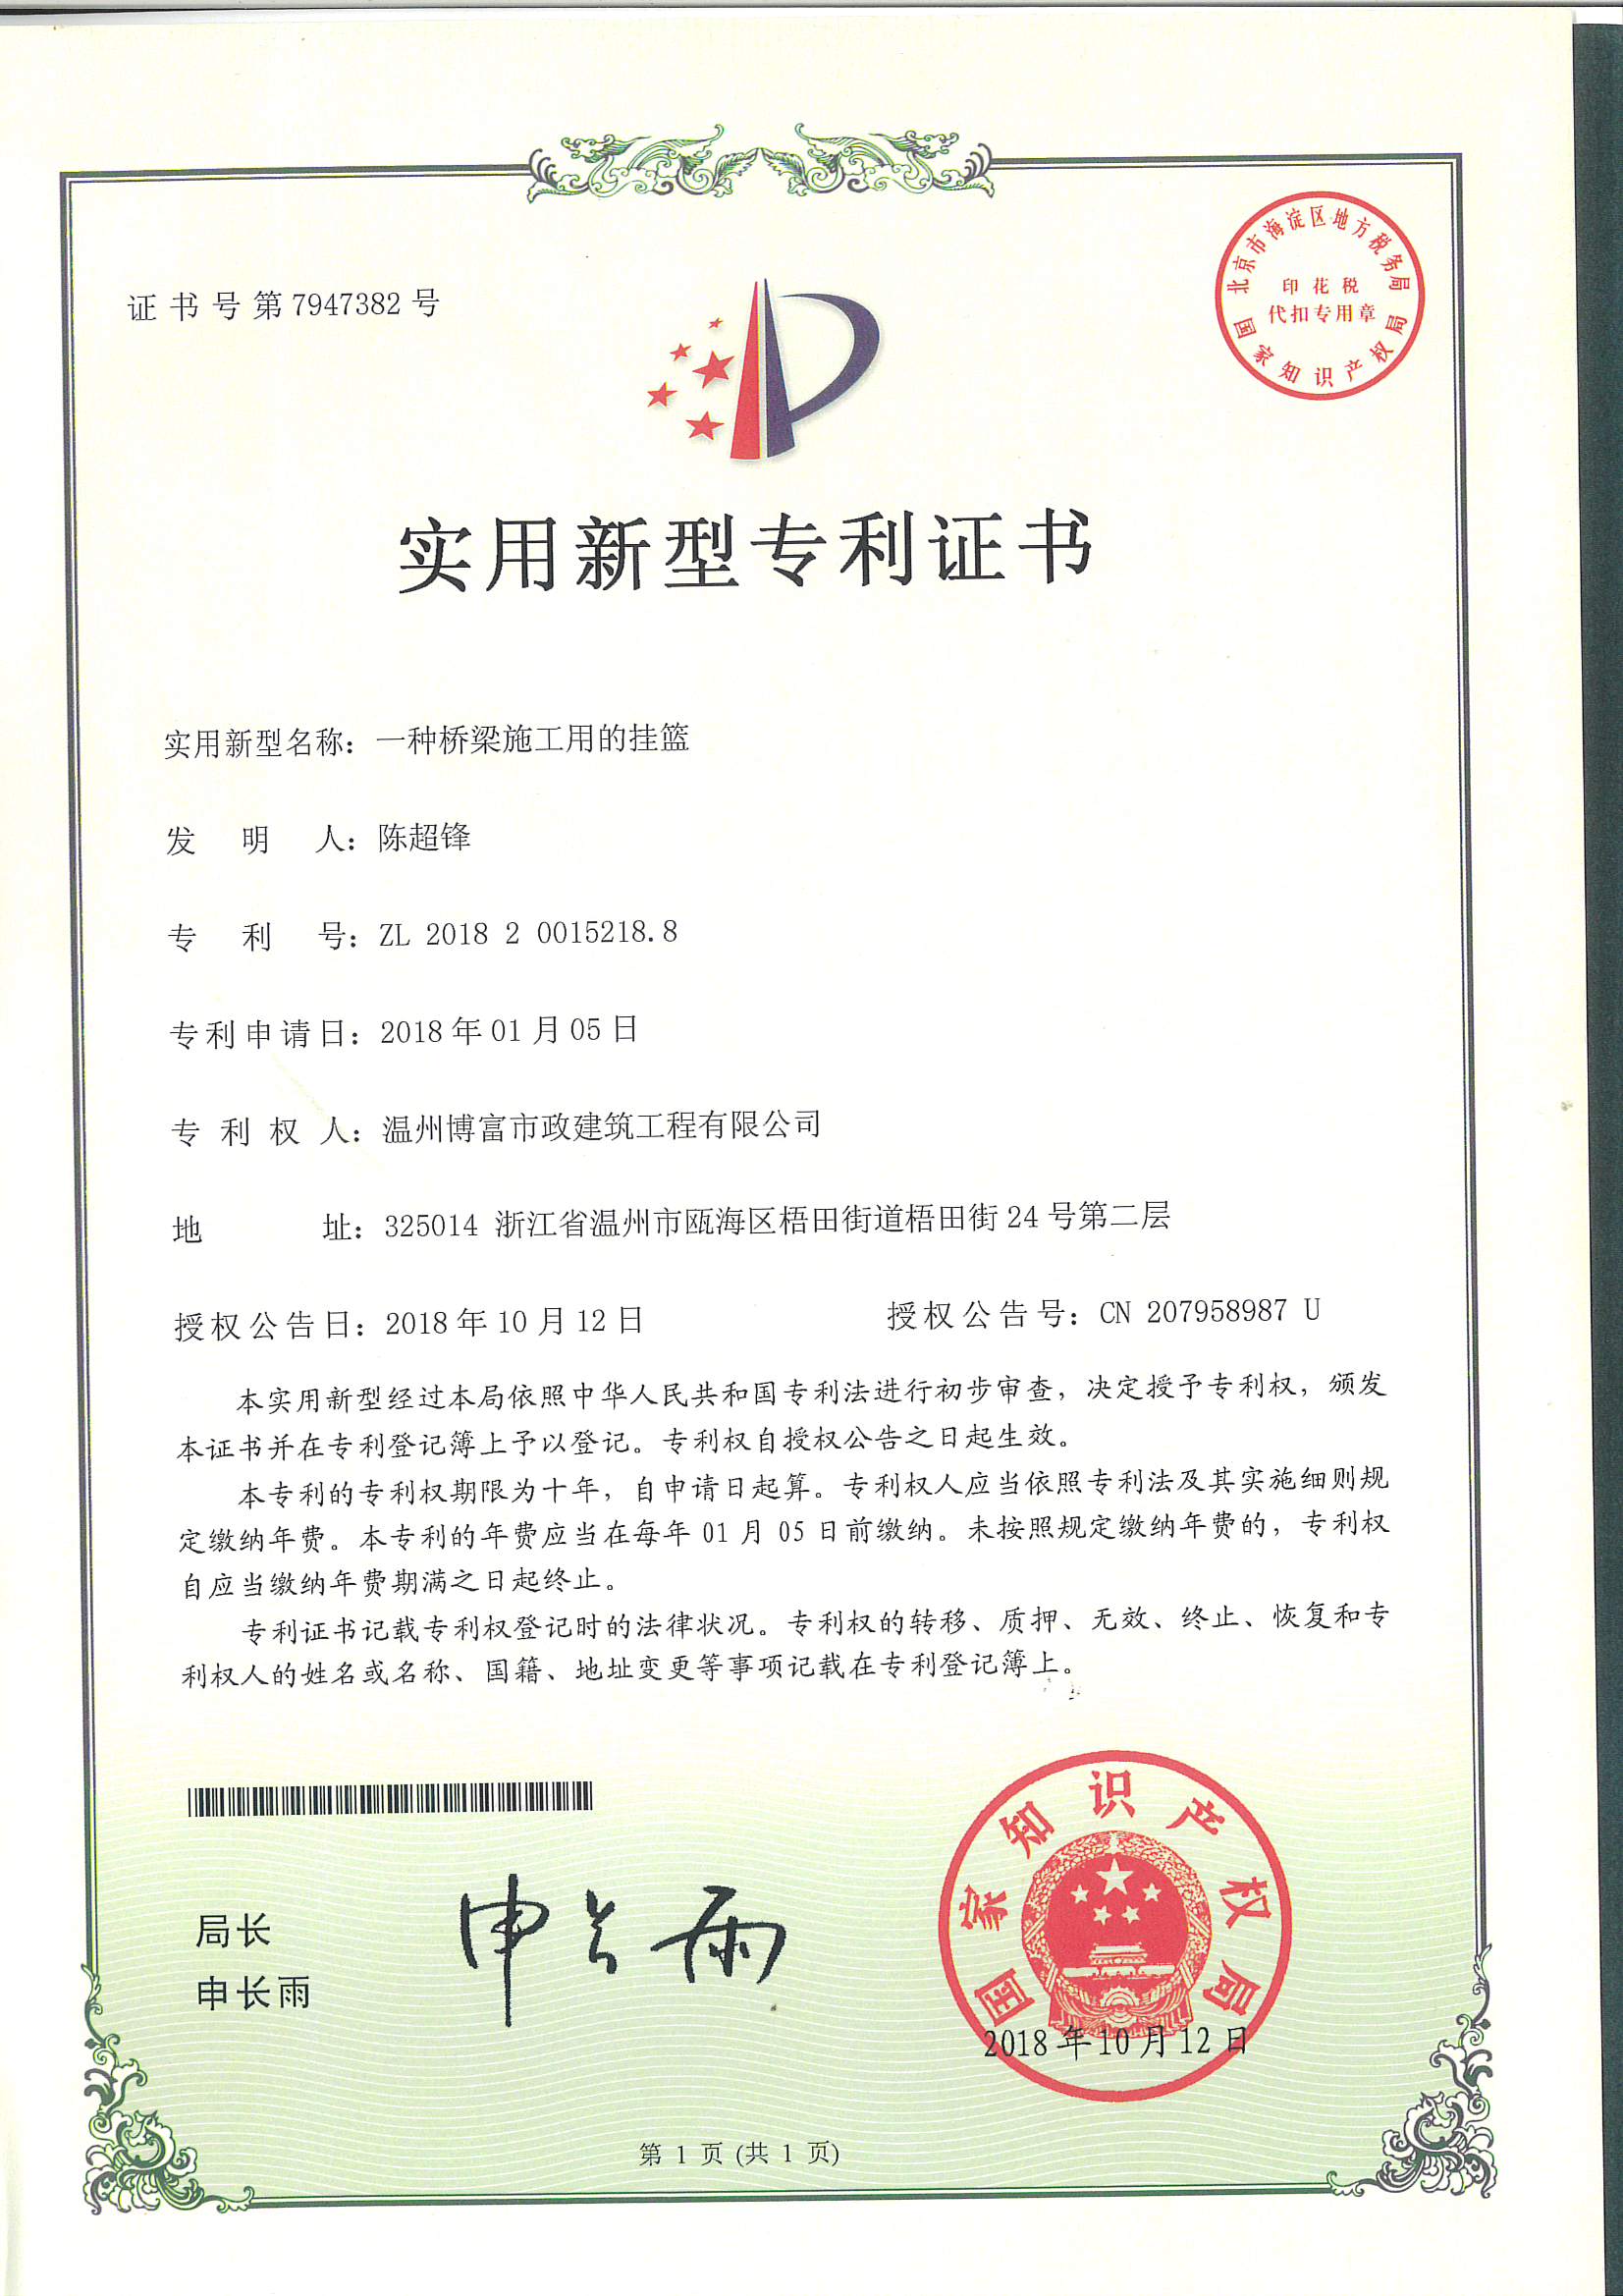 证书号第7947382号
北京市海淀区地方税务局
印花税
代扣专用章
国家知识产权局
实用新型专利证书
实用新型名称：一种桥梁施工用的挂篮
发明人：陈超锋
专利号：ZL 2018 2 0015218.8
专利申请日：2018年01月05日
专利权人：温州博富市政建筑工程有限公司
地址：325014 浙江省温州市瓯海区梧田街道梧田街24号第二层
授权公告日：2018年10月12日 授权公告号：CN 207958987 U
本实用新型经过本局依照中华人民共和国专利法进行初步审查，决定授予专利权，颁发
本证书并在专利登记簿上予以登记。专利权自授权公告之日起生效。
本专利的专利权期限为十年，自申请日起算。专利权人应当依照专利法及其实施细则规
定缴纳年费。本专利的年费应当在每年01月05日前缴纳。未按照规定缴纳年费的，专利权
自应当缴纳年费期满之日起终止。
专利证书记载专利权登记时的法律状况。专利权的转移、质押、无效、终止、恢复和专
利权人的姓名或名称、国籍、地址变更等事项记载在专利登记簿上。
局长
申长雨
申长雨
国家知识产权局
2018年10月12日
第 1 页 (共 1 页)